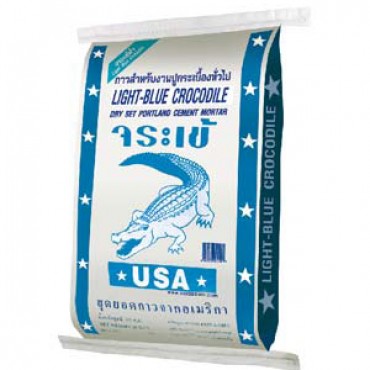 กาวสำหรับงานปูกระเบื้องทั่วไป
LIGHT-BLUE CROCODILE
DRY SET PORTLAND CEMENT MORTAR
จระเข้
USA
สุดยอดกาวจากอเมริกา
LIGHT-BLUE CROCODILE